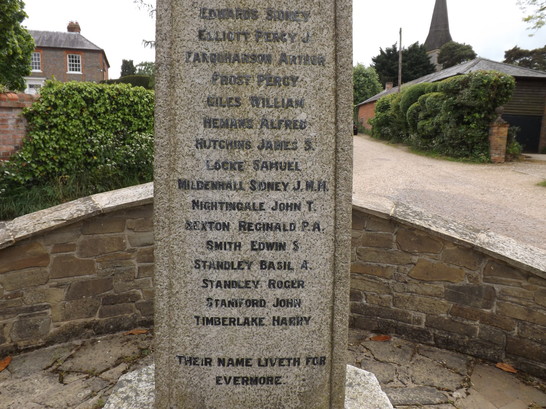 EDWARDS SIDNEY
ELLIOTT PERCY J.
FARQUHARSON ARTHUR
FROST PERCY
GILES WILLIAM
HEMANS ALFRED
HUTCHINS JAMES S.
LOCKE SAMUEL
MILDENHALL SIDNEY J.M.H.
NIGHTINGALE JOHN T.
SEXTON REGINALD P.A.
SMITH EDWIN S
STANDLEY BASIL A.
STANDLEY ROGER
STANIFORD JOHN
TIMBERLAKE HARRY
THEIR NAME LIVETH FOR
EVERMORE.